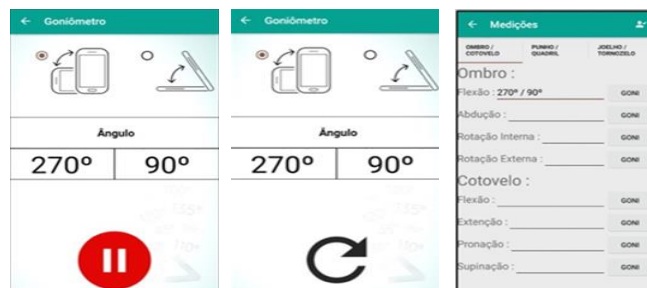 Goniômetro
Ângulo
270º 90º
Goniômetro
Ângulo
270º 90º
Medições
OMBRO / COTOVELO PUNHO / QUADRIL JOELHO / TORNOZELO
Ombro :
Flexão : 270º / 90º GONI
Abdução : GONI
Rotação Interna : GONI
Rotação Externa : GONI
Cotovelo :
Flexão : GONI
Extenção : GONI
Pronação : GONI
Supinação : GONI